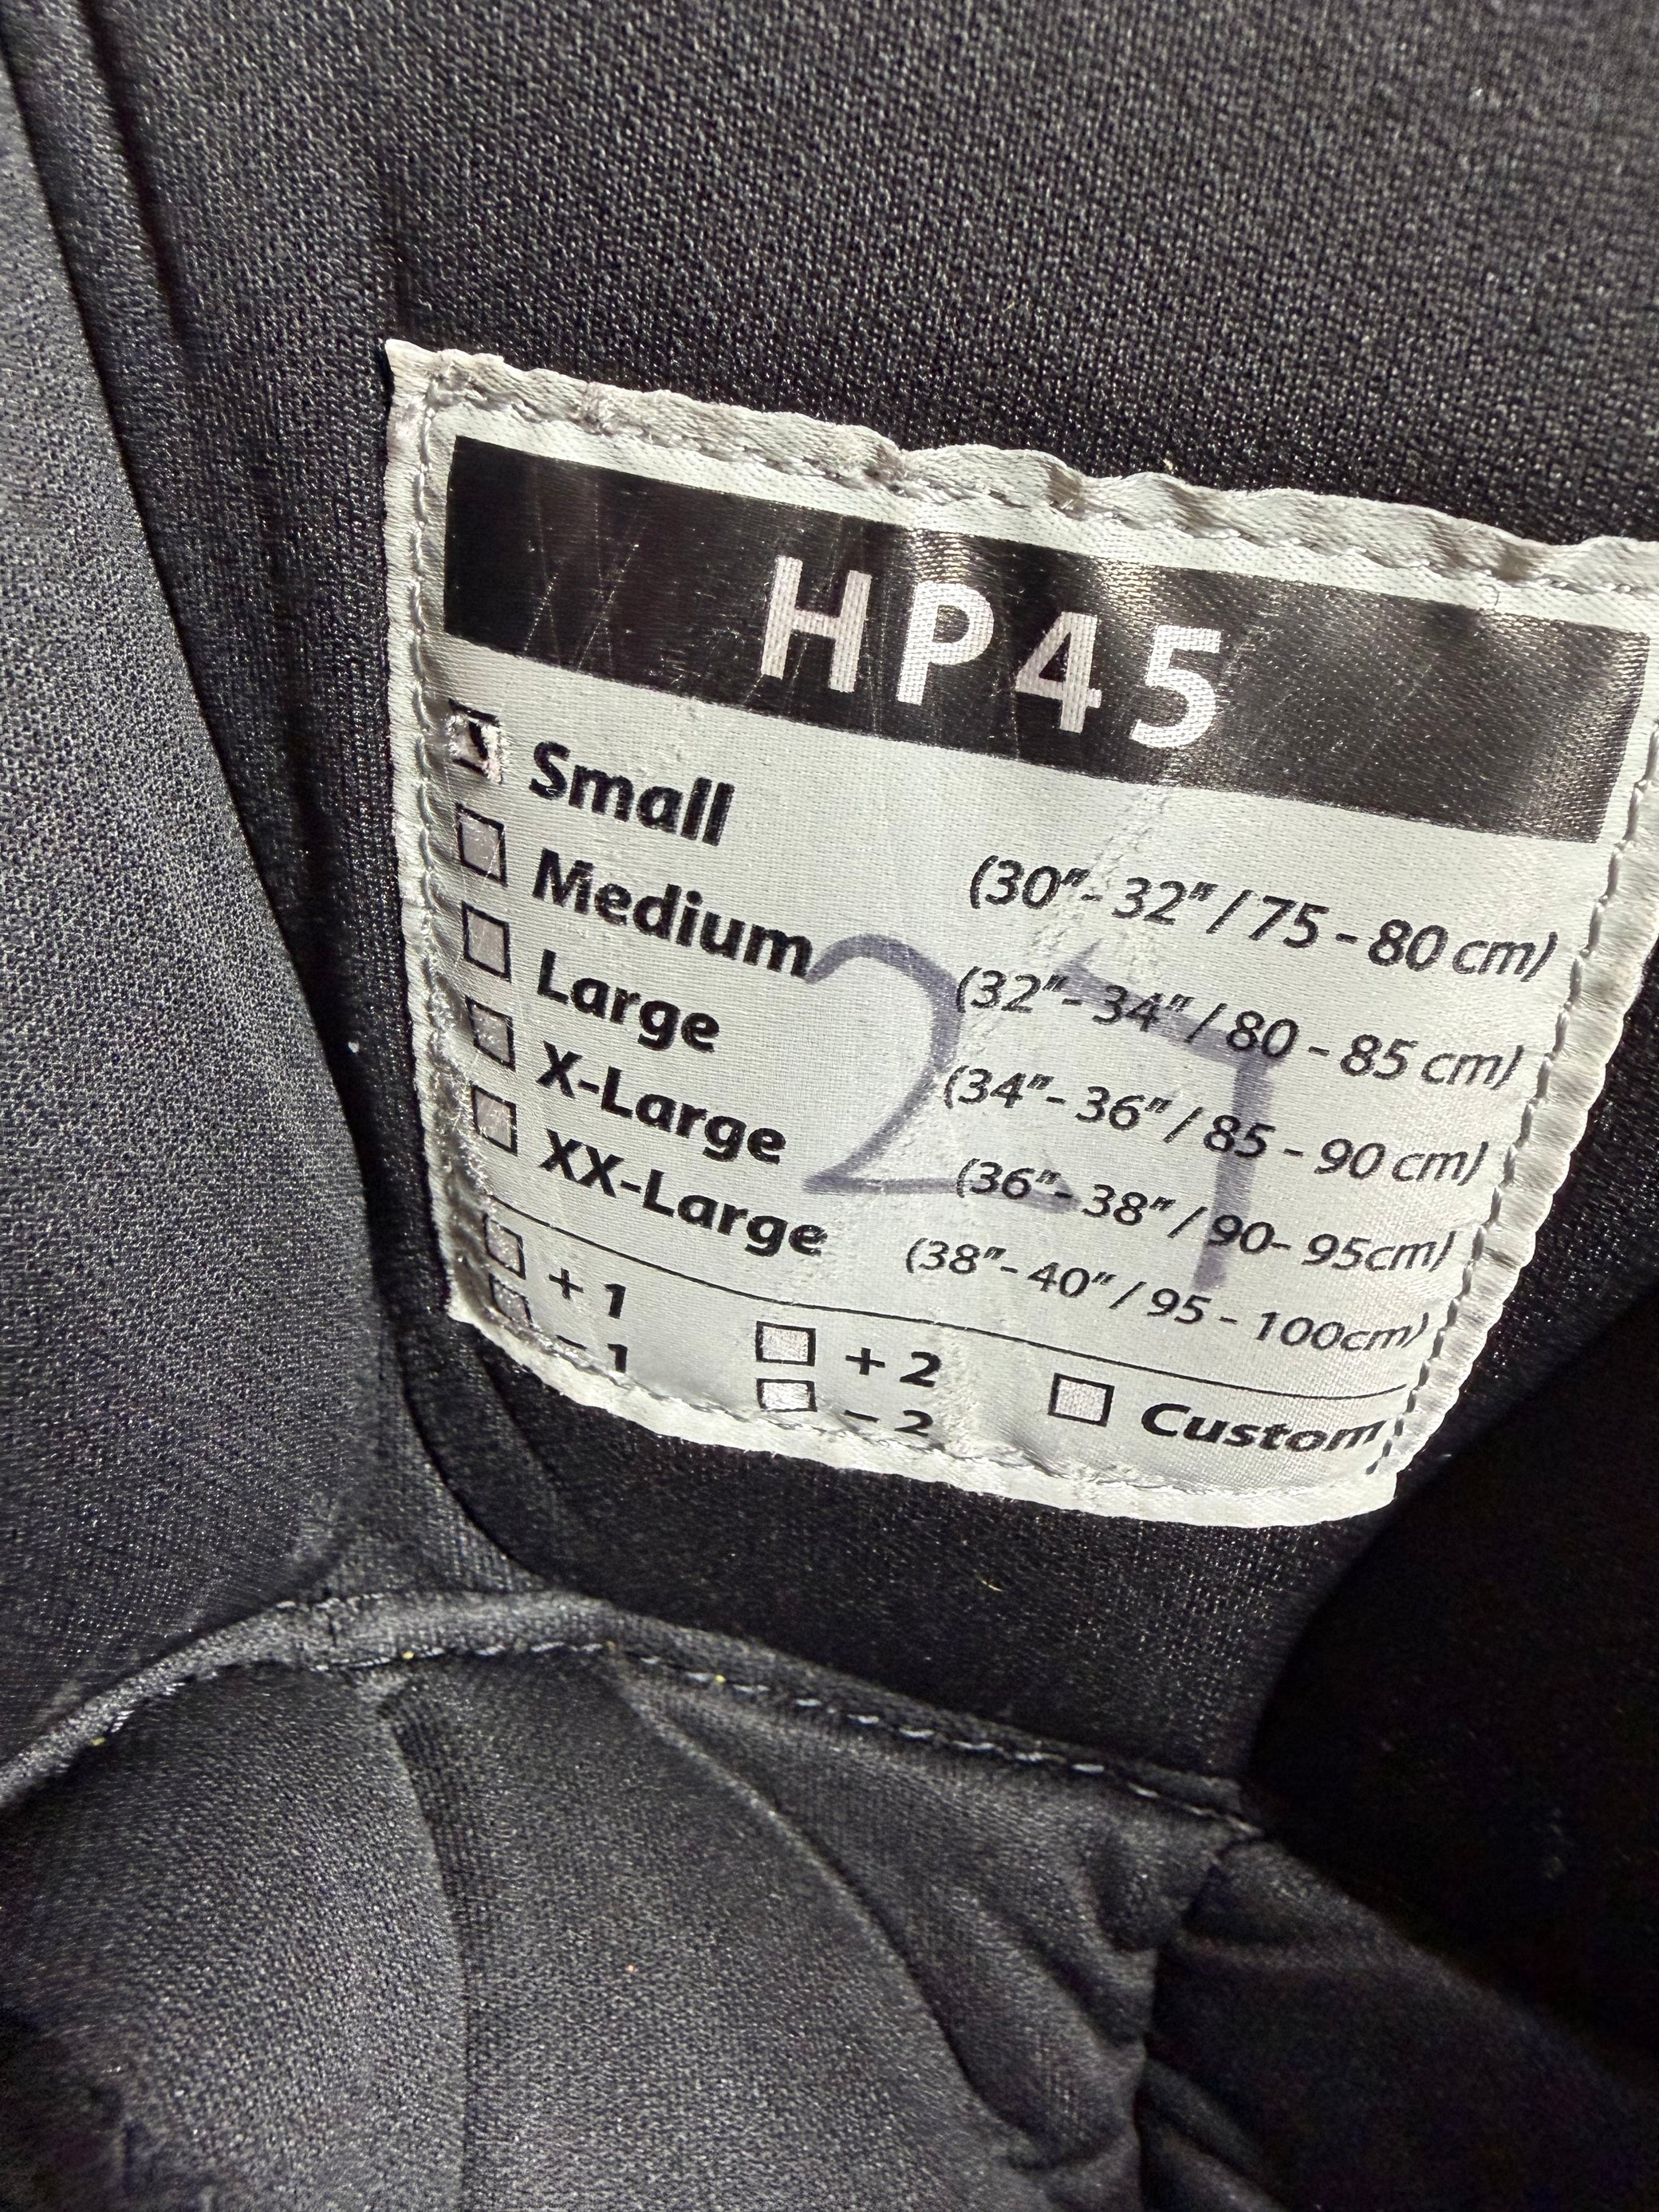 HP45
Small (30"- 32" / 75 - 80 cm)
Medium (32"- 34" / 80 - 85 cm)
Large (34"- 36" / 85 - 90 cm)
X-Large (36"- 38" / 90- 95cm)
XX-Large (38"- 40" / 95 - 100cm)
27
+ 1 + 2 Custom
- 1 - 2